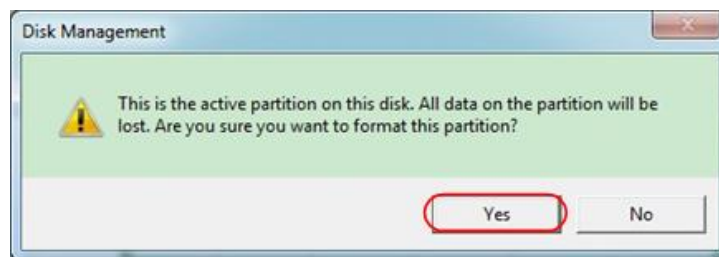 Disk Management
This is the active partition on this disk. All data on the partition will be
lost. Are you sure you want to format this partition?
Yes No